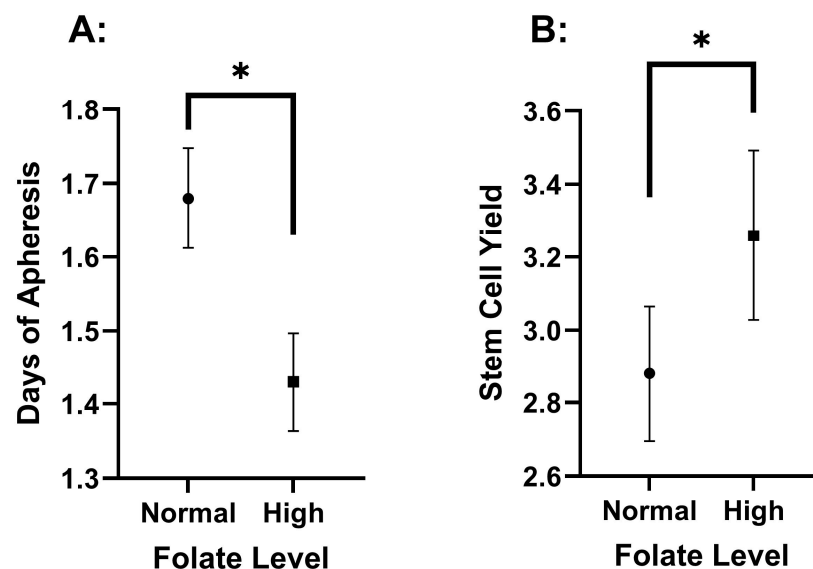 A:
*
1.8
1.7
1.6
1.5
1.4
1.3
Days of Apheresis
Normal High
Folate Level
B:
*
3.6
3.4
3.2
3.0
2.8
2.6
Stem Cell Yield
Normal High
Folate Level